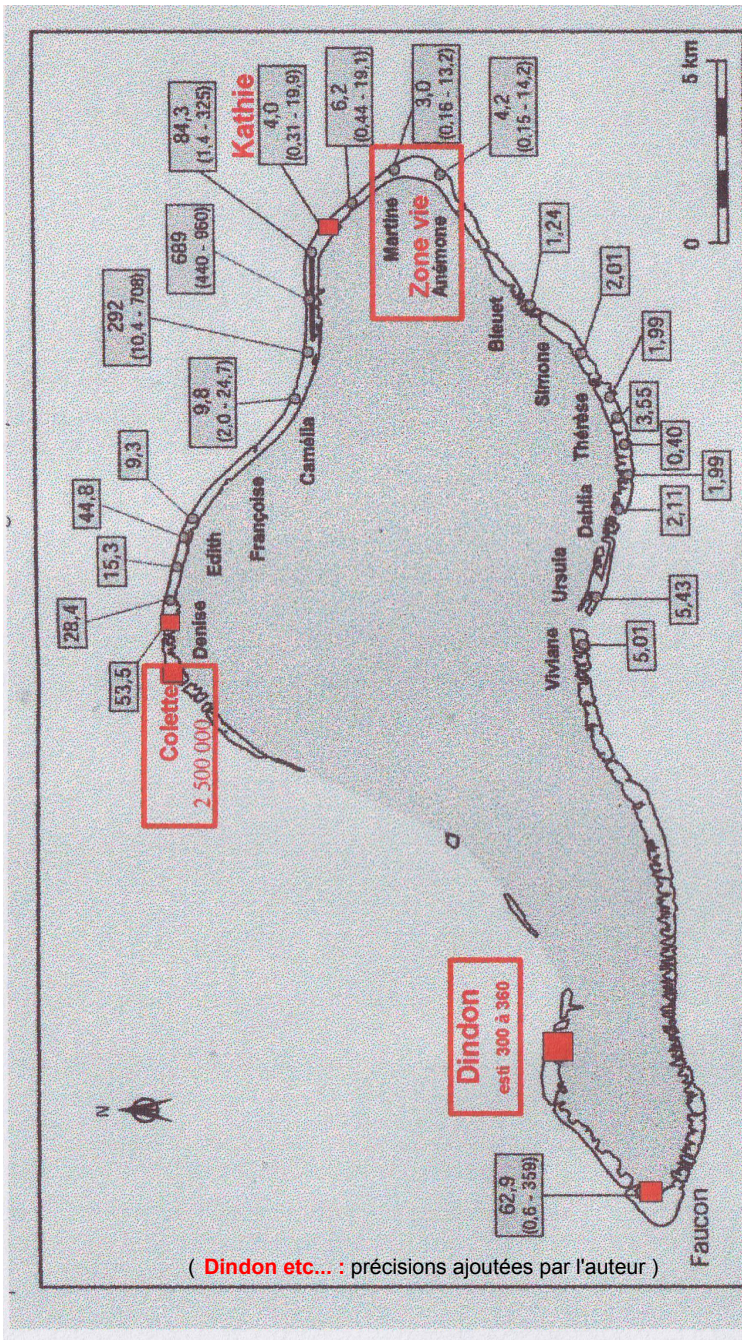 N
28,4
15,3
44,8
9,3
9,8
(2,0 - 24,7)
292
(10,4 - 708)
689
(440 - 960)
84,3
(1,4 - 325)
Kathie
4,0
(0,31 - 19,9)
6,2
(0,44 - 19,1)
3,0
(0,16 - 13,2)
4,2
(0,15 - 14,2)
53,5
Colette
2 500 000
Denise
Edith
Françoise
Camélia
Martine
Zone vie
Anémone
Bleuet
1,24
Simone
2,01
Thérèse
1,99
3,55
0,40
1,99
Dahlia
2,11
Ursula
5,43
Viviane
5,01
Dindon
esti 300 à 360
62,9
(0,6 - 359)
Faucon
0
5 km
( Dindon etc... : précisions ajoutées par l'auteur )